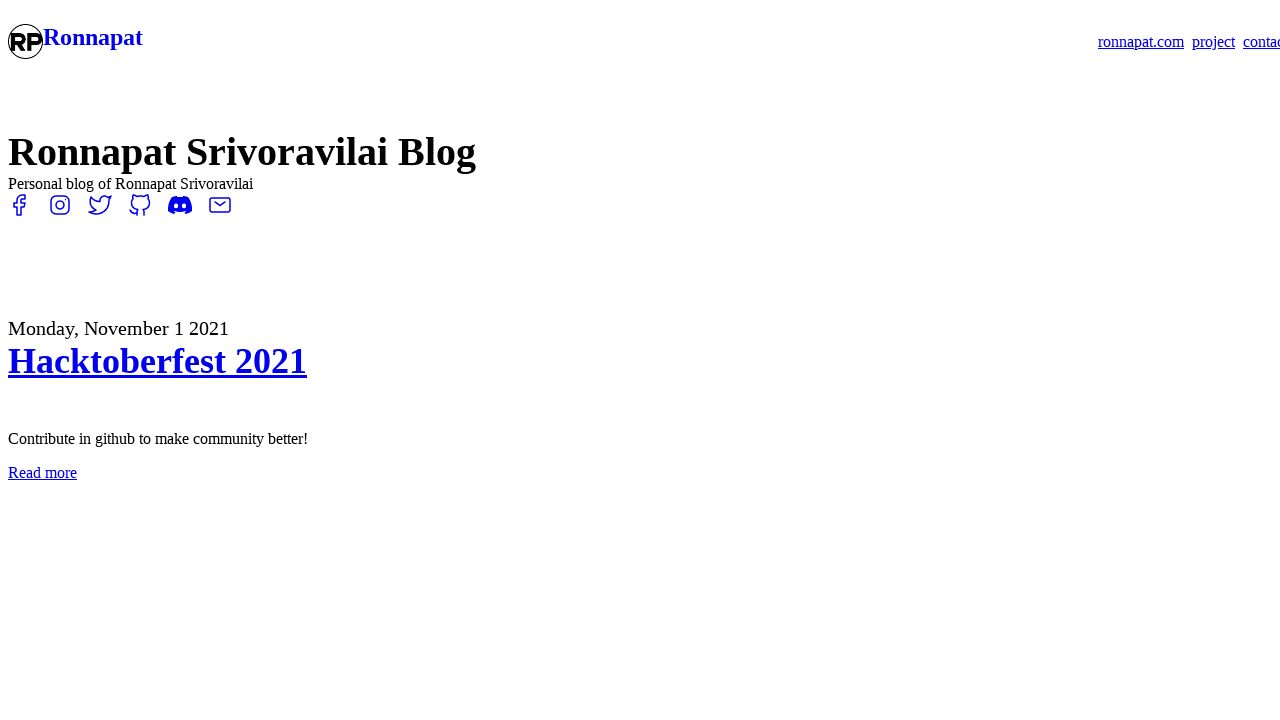 RP Ronnapat
ronnapat.com project contac
Ronnapat Srivoravilai Blog
Personal blog of Ronnapat Srivoravilai
Monday, November 1 2021
Hacktoberfest 2021
Contribute in github to make community better!
Read more